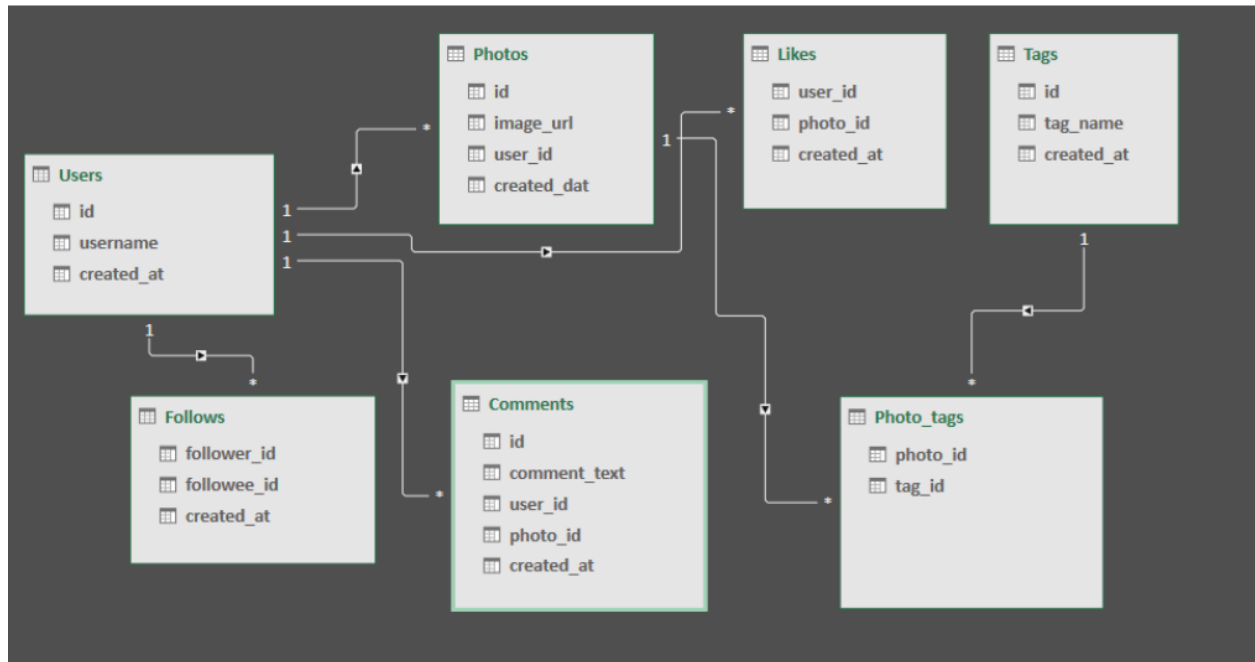 Photos
id
image_url
user_id
created_dat
Likes
user_id
photo_id
created_at
Tags
id
tag_name
created_at
Users
id
username
created_at
1
*
1
*
1
*
1
*
1
*
1
*
Follows
follower_id
followee_id
created_at
Comments
id
comment_text
user_id
photo_id
created_at
Photo_tags
photo_id
tag_id